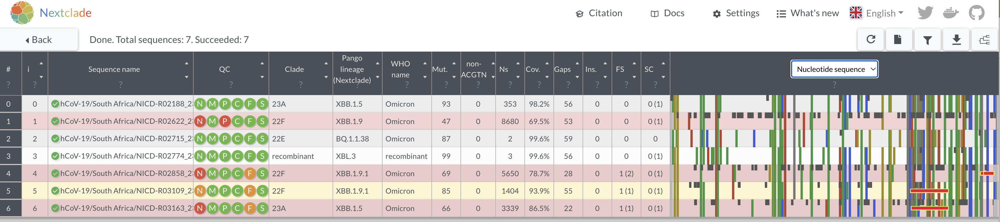 Nextclade Citation Docs Settings What's new English
Back Done. Total sequences: 7. Succeeded: 7
# i Sequence name QC Clade Pango lineage (Nextclade) WHO name Mut. non-ACGTN Ns Cov. Gaps Ins. FS SC Nucleotide sequence
? ? ? ? ? ? ? ? ? ? ? ? ? ? ? ?
0 0 hCoV-19/South Africa/NICD-R02188_2 N M P C F S 23A XBB.1.5 Omicron 93 0 353 98.2% 56 0 0 0 (1)
1 1 hCoV-19/South Africa/NICD-R02622_2 N M P C F S 22F XBB.1.9 Omicron 47 0 8680 69.5% 53 0 0 0 (1)
2 2 hCoV-19/South Africa/NICD-R02715_2 N M P C F S 22E BQ.1.1.38 Omicron 87 0 2 99.6% 59 0 0 0
3 3 hCoV-19/South Africa/NICD-R02774_2 N M P C F S recombinant XBL.3 recombinant 99 0 3 99.6% 56 0 0 0 (1)
4 4 hCoV-19/South Africa/NICD-R02858_2 N M P C F S 22F XBB.1.9.1 Omicron 69 0 5650 78.7% 28 0 1 (2) 0 (1)
5 5 hCoV-19/South Africa/NICD-R03109_2 N M P C F S 22F XBB.1.9.1 Omicron 85 0 1404 93.9% 55 0 1 (1) 0 (1)
6 6 hCoV-19/South Africa/NICD-R03163_2 N M P C F S 23A XBB.1.5 Omicron 66 0 3339 86.5% 22 0 1 (1) 0 (1)